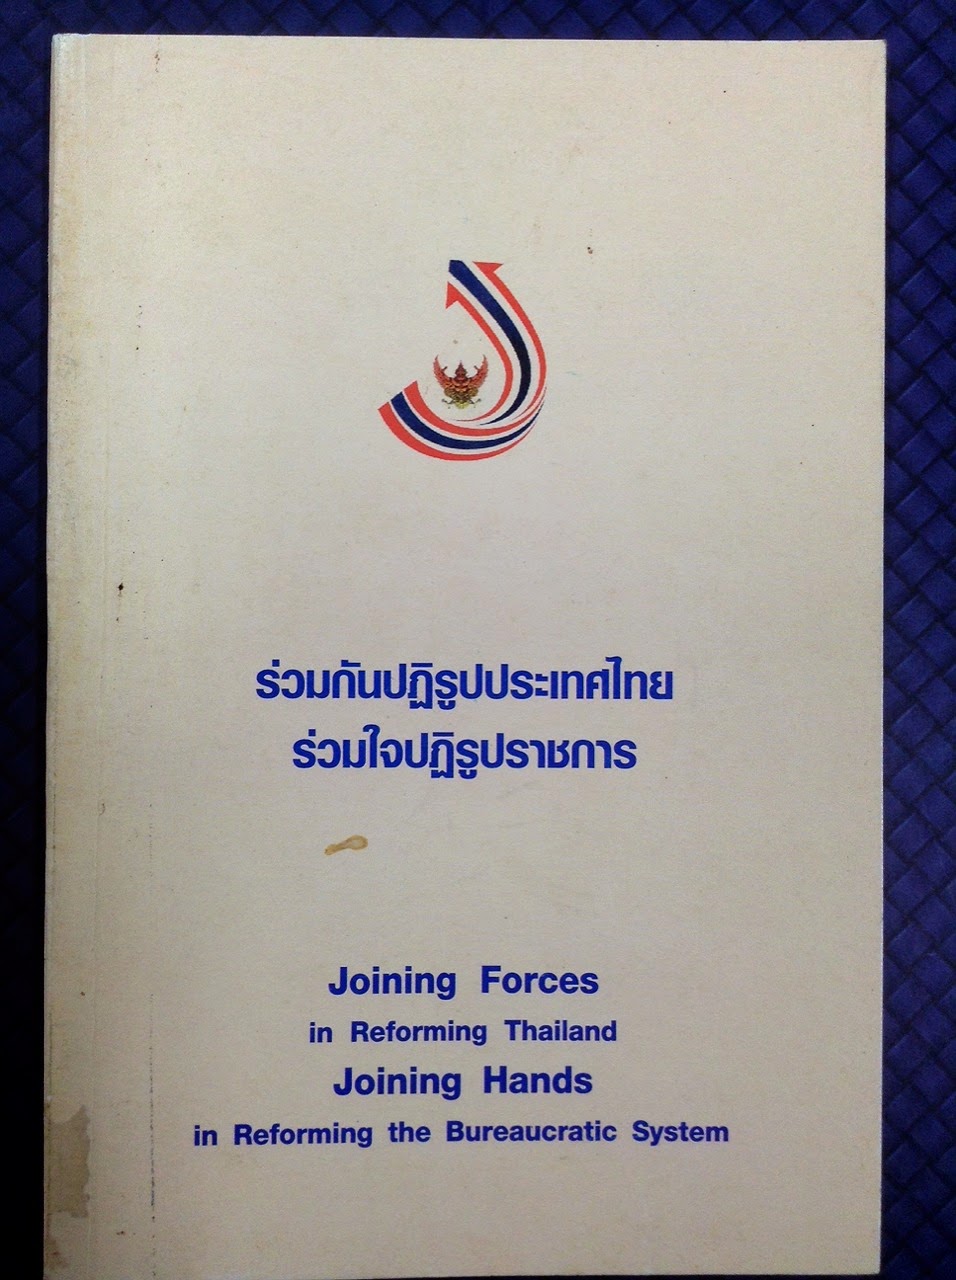 ร่วมกันปฏิรูปประเทศไทย
ร่วมใจปฏิรูปราชการ
Joining Forces
in Reforming Thailand
Joining Hands
in Reforming the Bureaucratic System